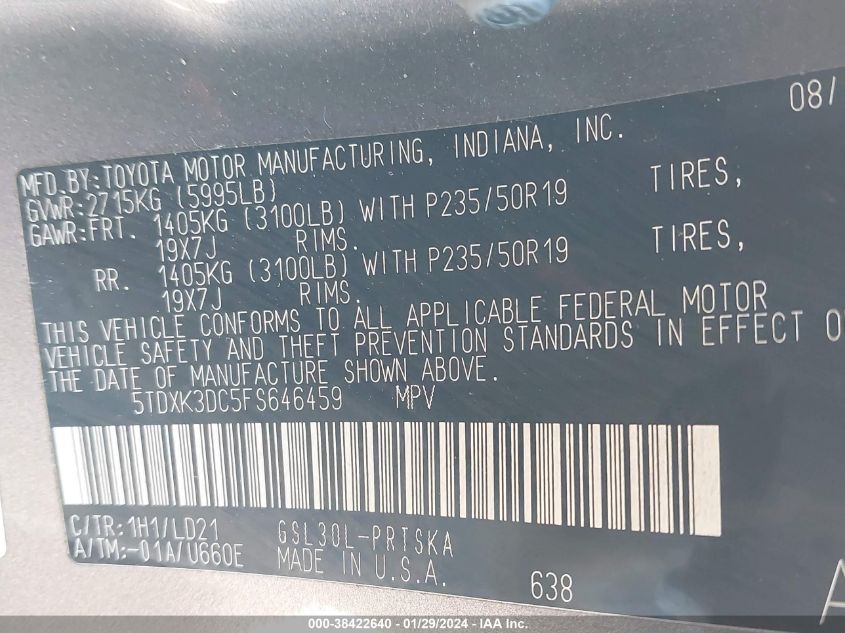 08/
MFD.BY:TOYOTA MOTOR MANUFACTURING, INDIANA, INC.
GVWR:2715KG (5995LB)
GAWR:FRT. 1405KG (3100LB) WITH P235/50R19 TIRES,
19X7J RIMS.
RR. 1405KG (3100LB) WITH P235/50R19 TIRES,
19X7J RIMS.
THIS VEHICLE CONFORMS TO ALL APPLICABLE FEDERAL MOTOR
VEHICLE SAFETY AND THEFT PREVENTION STANDARDS IN EFFECT O
THE DATE OF MANUFACTURE SHOWN ABOVE.
5TDXK3DC5FS646459 MPV
C/TR:1H1/LD21 GSL30L-PRTSKA
A/TM:-01A/U660E MADE IN U.S.A.
638
A
000-38422640 - 01/29/2024 - IAA Inc.